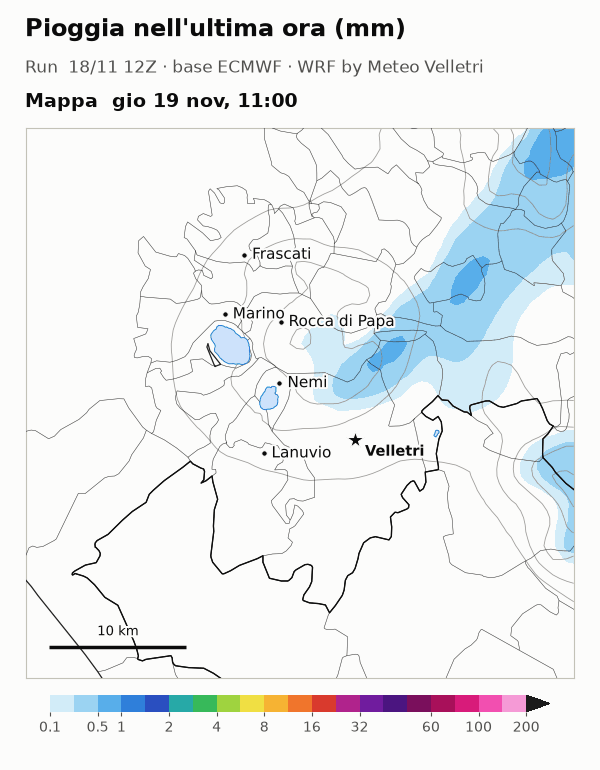 Pioggia nell'ultima ora (mm)
Run  18/11 12Z · base ECMWF · WRF by Meteo Velletri
Mappa  gio 19 nov, 11:00
Frascati
Marino
Rocca di Papa
Nemi
Velletri
Lanuvio
10 km
0.1 0.5 1 2 4 8 16 32 60 100 200